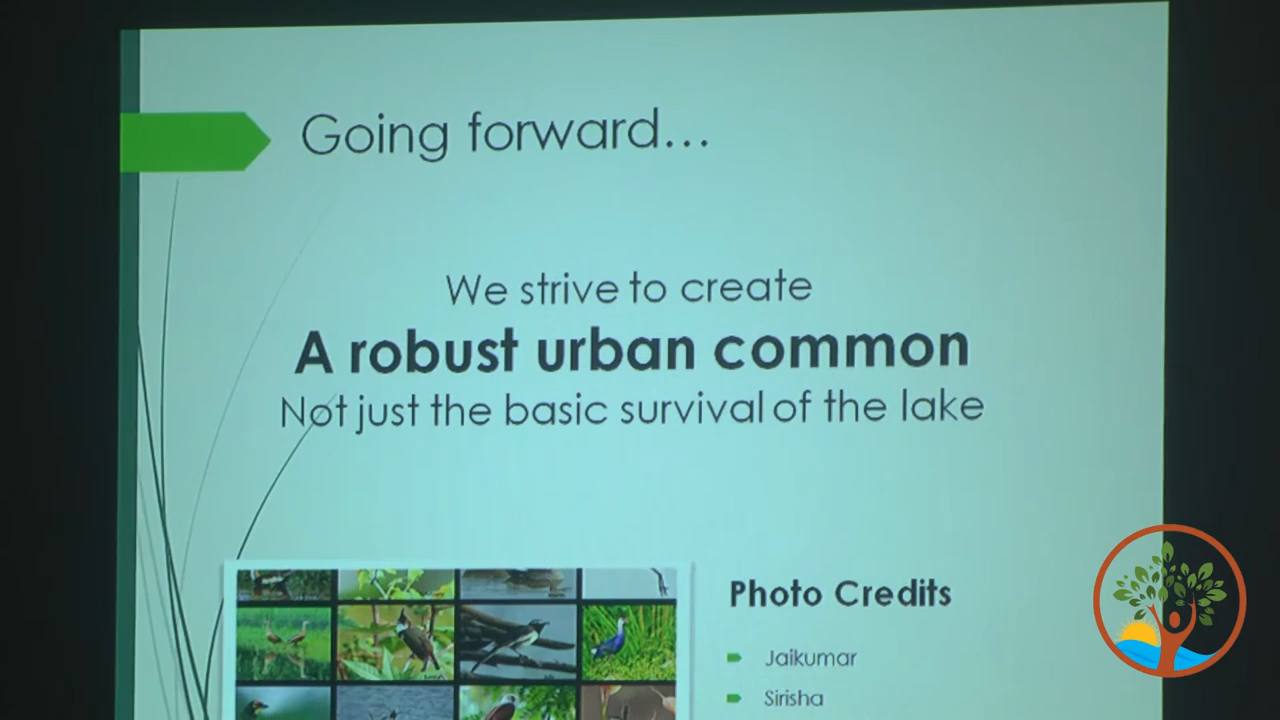 Going forward...
We strive to create
A robust urban common
Not just the basic survival of the lake
Photo Credits
Jaikumar
Sirisha